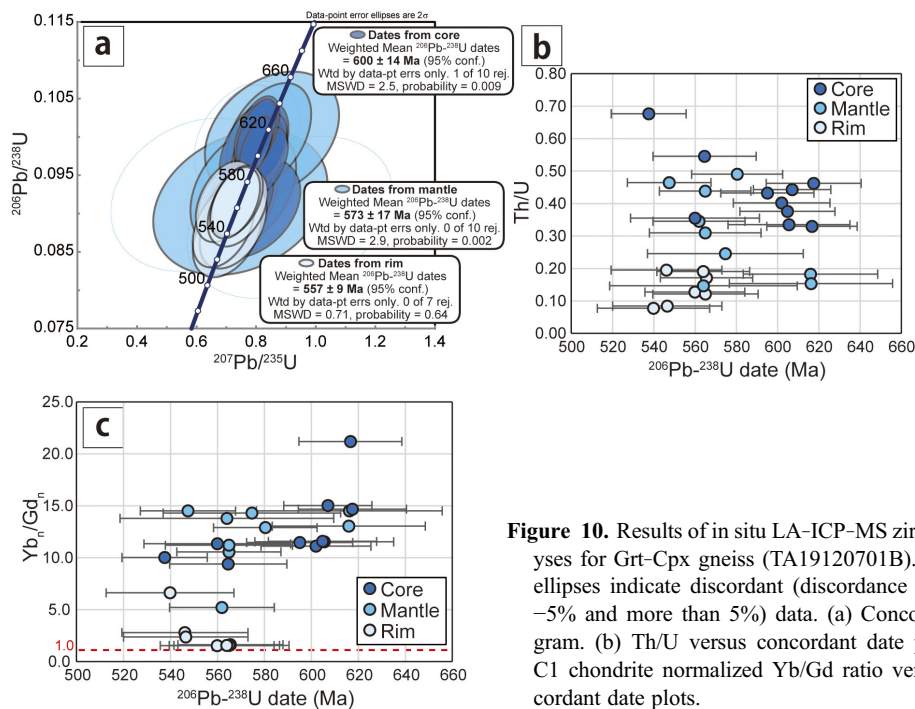 Data-point error ellipses are 2σ
a
0.115
0.105
0.095
0.085
0.075
206Pb/238U
660
620
580
540
500
Dates from core
Weighted Mean 206Pb-238U dates
= 600 ± 14 Ma (95% conf.)
Wtd by data-pt errs only. 1 of 10 rej.
MSWD = 2.5, probability = 0.009
Dates from mantle
Weighted Mean 206Pb-238U dates
= 573 ± 17 Ma (95% conf.)
Wtd by data-pt errs only. 0 of 10 rej.
MSWD = 2.9, probability = 0.002
Dates from rim
Weighted Mean 206Pb-238U dates
= 557 ± 9 Ma (95% conf.)
Wtd by data-pt errs only. 0 of 7 rej.
MSWD = 0.71, probability = 0.64
0.2 0.4 0.6 0.8 1.0 1.2 1.4
207Pb/235U
b
0.80
0.70
0.60
0.50
0.40
0.30
0.20
0.10
0.00
Th/U
Core
Mantle
Rim
500 520 540 560 580 600 620 640 660
206Pb-238U date (Ma)
c
25.0
20.0
15.0
10.0
5.0
1.0
0.0
Ybn/Gdn
Core
Mantle
Rim
500 520 540 560 580 600 620 640 660
206Pb-238U date (Ma)
Figure 10. Results of in situ LA-ICP-MS zir
yses for Grt-Cpx gneiss (TA19120701B).
ellipses indicate discordant (discordance
−5% and more than 5%) data. (a) Conco
gram. (b) Th/U versus concordant date
C1 chondrite normalized Yb/Gd ratio ver
cordant date plots.